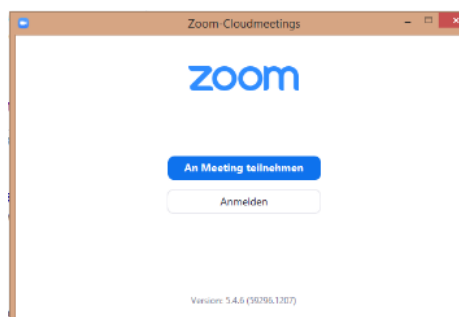 Zoom-Cloudmeetings
zoom
An Meeting teilnehmen
Anmelden
Version: 5.4.6 (59296.1207)